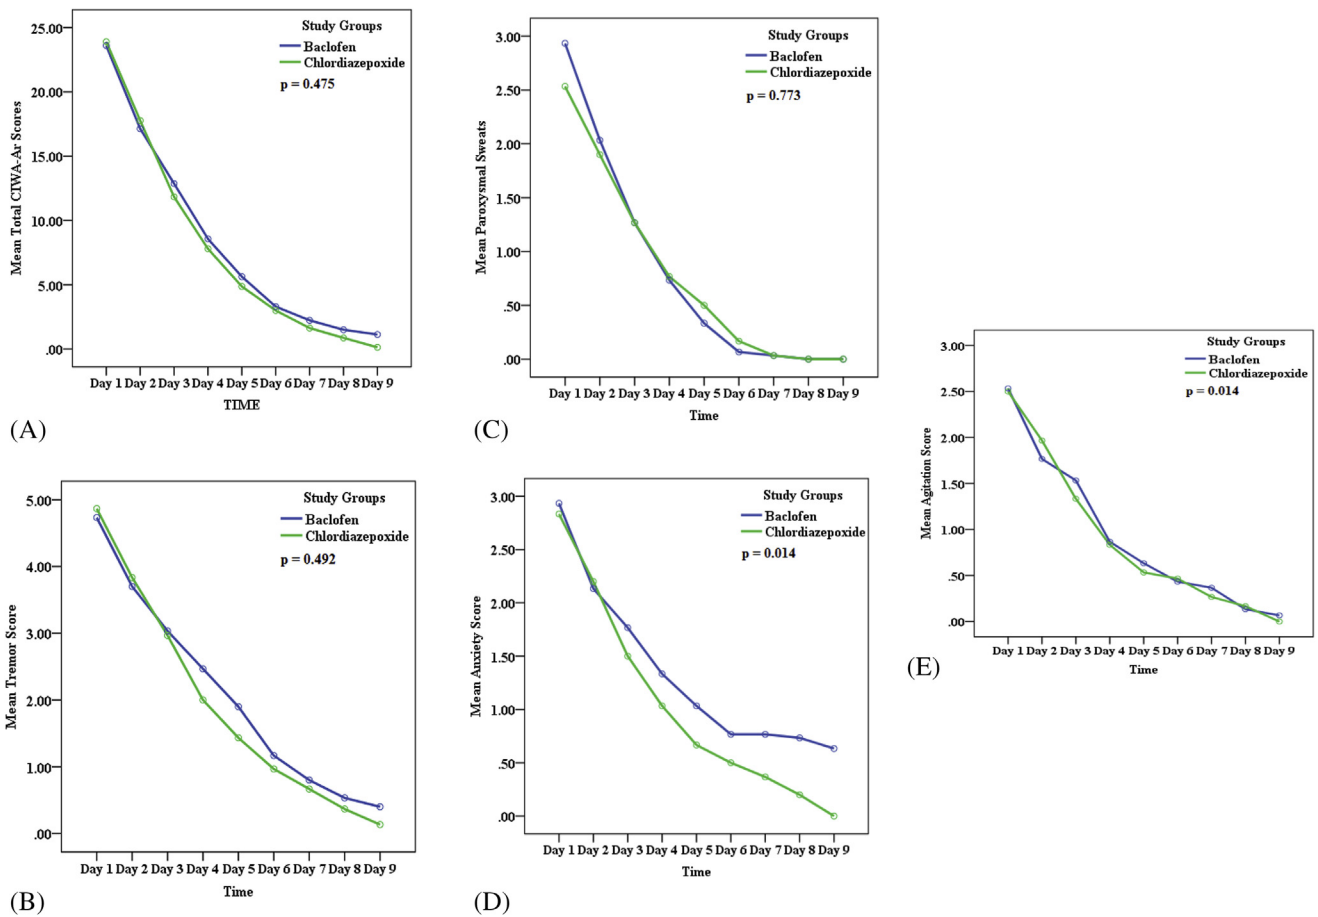 25.00
20.00
15.00
10.00
5.00
.00
Mean Total CIWA-Ar Scores
Study Groups
Baclofen
Chlordiazepoxide
p = 0.475
Day 1 Day 2 Day 3 Day 4 Day 5 Day 6 Day 7 Day 8 Day 9
TIME
(A)
3.00
2.50
2.00
1.50
1.00
.50
.00
Mean Paroxysmal Sweats
Study Groups
Baclofen
Chlordiazepoxide
p = 0.773
Day 1 Day 2 Day 3 Day 4 Day 5 Day 6 Day 7 Day 8 Day 9
Time
(C)
5.00
4.00
3.00
2.00
1.00
.00
Mean Tremor Score
Study Groups
Baclofen
Chlordiazepoxide
p = 0.492
Day 1 Day 2 Day 3 Day 4 Day 5 Day 6 Day 7 Day 8 Day 9
Time
(B)
3.00
2.50
2.00
1.50
1.00
.50
.00
Mean Anxiety Score
Study Groups
Baclofen
Chlordiazepoxide
p = 0.014
Day 1 Day 2 Day 3 Day 4 Day 5 Day 6 Day 7 Day 8 Day 9
Time
(D)
3.00
2.50
2.00
1.50
1.00
.50
.00
Mean Agitation Score
Study Groups
Baclofen
Chlordiazepoxide
p = 0.014
Day 1 Day 2 Day 3 Day 4 Day 5 Day 6 Day 7 Day 8 Day 9
Time
(E)